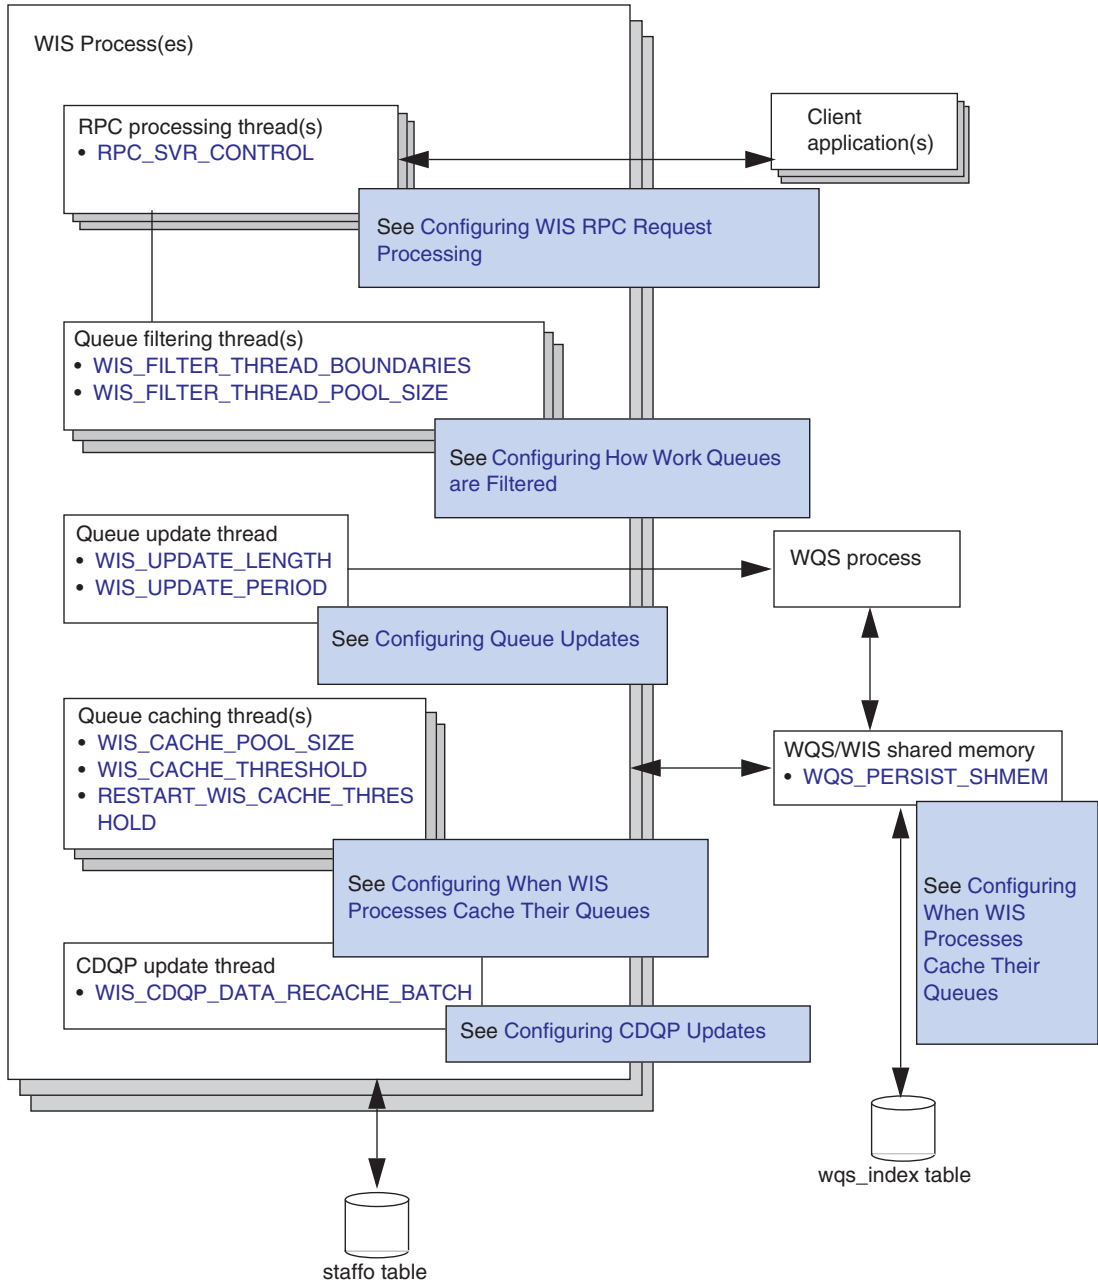 WIS Process(es)
RPC processing thread(s)
• RPC_SVR_CONTROL
Client
application(s)
See Configuring WIS RPC Request
Processing
Queue filtering thread(s)
• WIS_FILTER_THREAD_BOUNDARIES
• WIS_FILTER_THREAD_POOL_SIZE
See Configuring How Work Queues
are Filtered
Queue update thread
• WIS_UPDATE_LENGTH
• WIS_UPDATE_PERIOD
WQS process
See Configuring Queue Updates
Queue caching thread(s)
• WIS_CACHE_POOL_SIZE
• WIS_CACHE_THRESHOLD
• RESTART_WIS_CACHE_THRES
HOLD
WQS/WIS shared memory
• WQS_PERSIST_SHMEM
See Configuring When WIS
Processes Cache Their Queues
See Configuring
When WIS
Processes
Cache Their
Queues
CDQP update thread
• WIS_CDQP_DATA_RECACHE_BATCH
See Configuring CDQP Updates
wqs_index table
staffo table